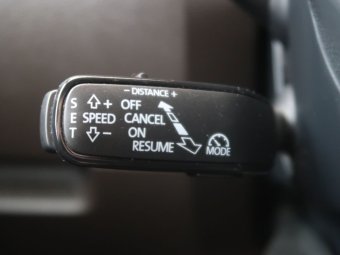 - DISTANCE +
S E T
+ SPEED -
OFF
CANCEL
ON
RESUME
MODE